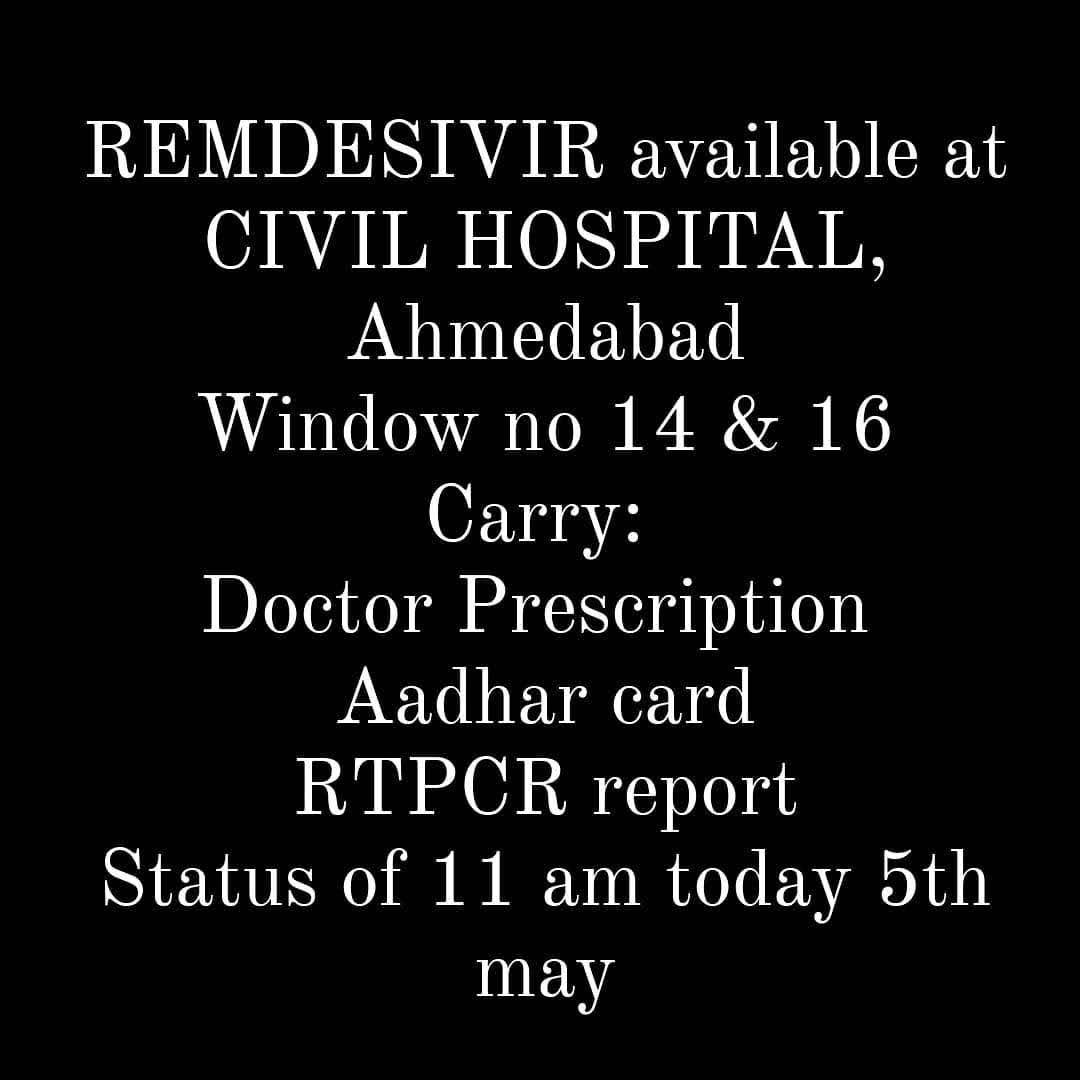 REMDESIVIR available at
CIVIL HOSPITAL,
Ahmedabad
Window no 14 & 16
Carry:
Doctor Prescription
Aadhar card
RTPCR report
Status of 11 am today 5th
may